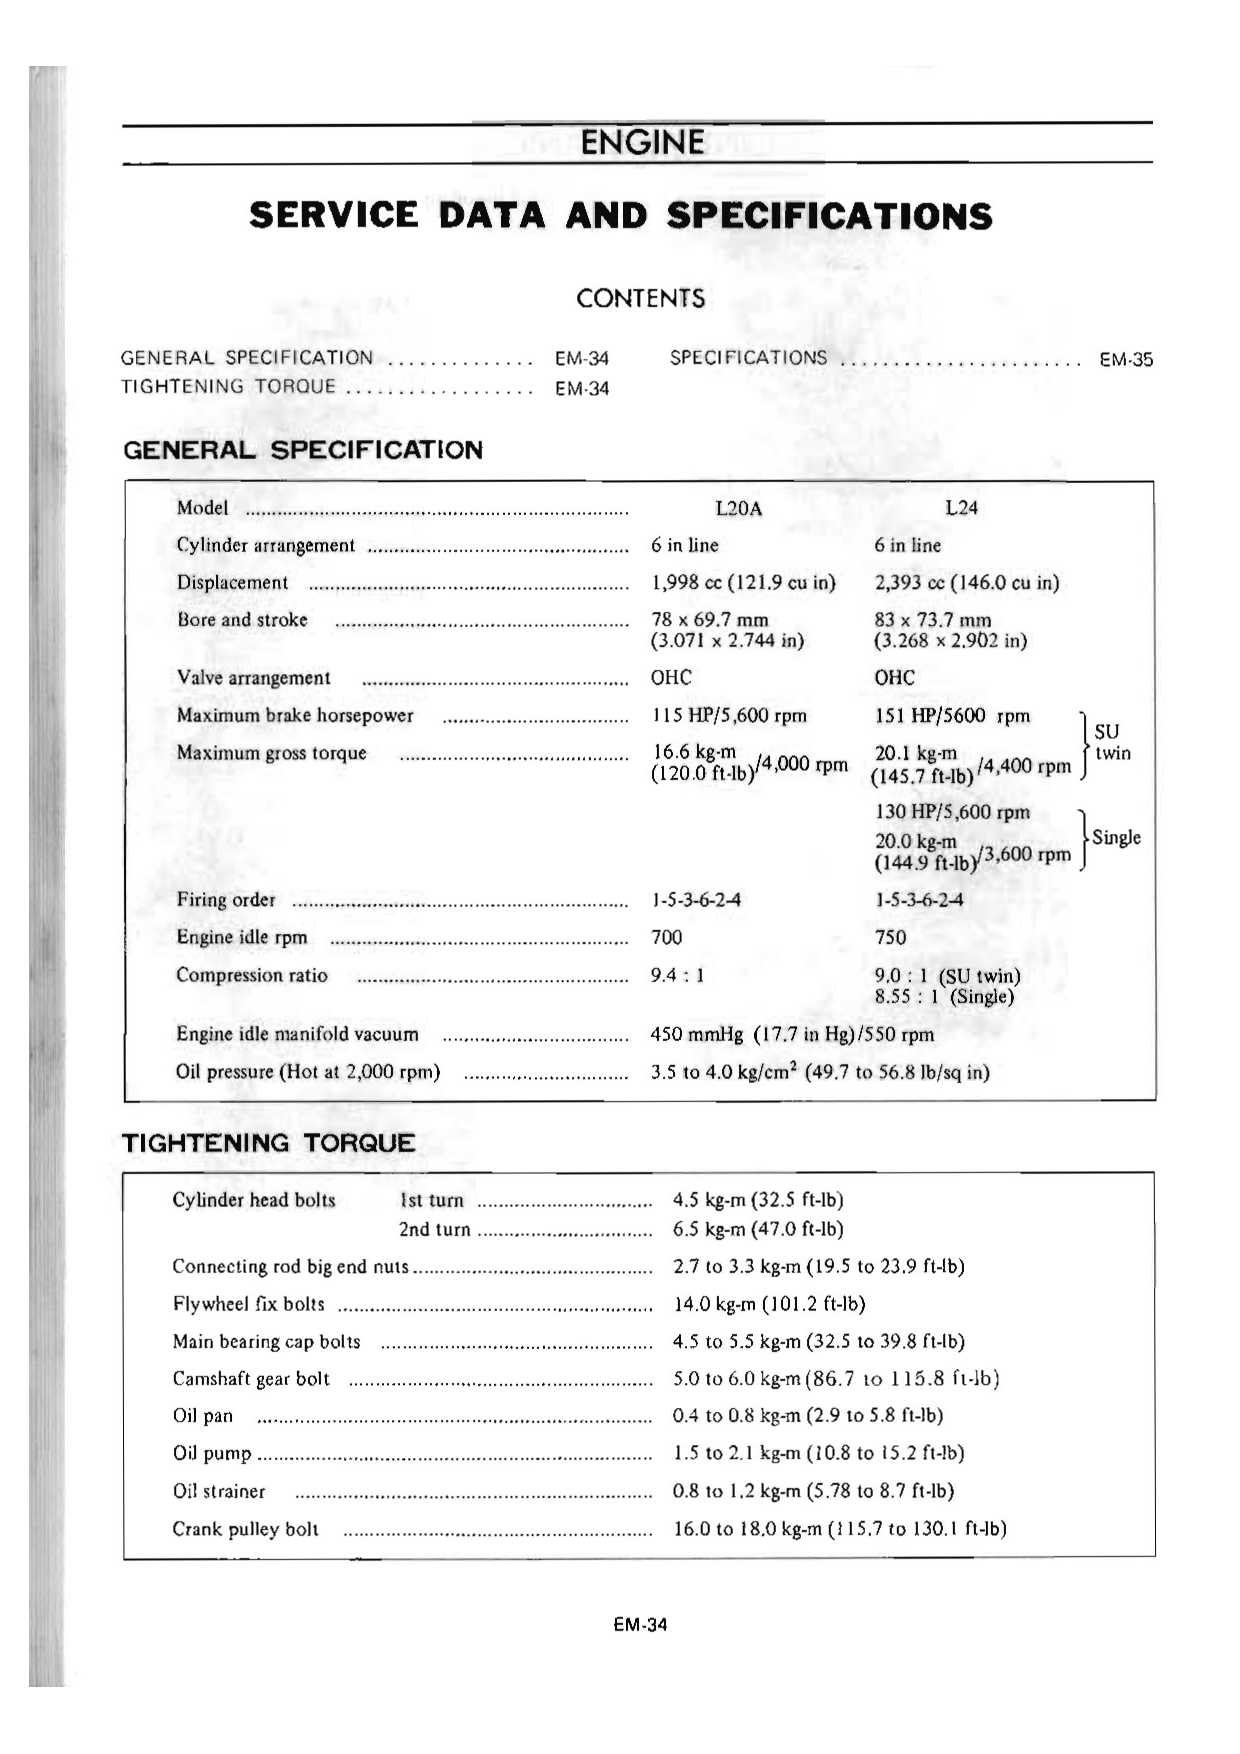 ENGINE
SERVICE DATA AND SPECIFICATIONS
CONTENTS
GENERAL SPECIFICATION .............. EM-34
TIGHTENING TORQUE .................. EM-34
SPECIFICATIONS ....................... EM-35
GENERAL SPECIFICATION
Model ........ L20A L24
Cylinder arrangement ........ 6 in line 6 in line
Displacement ........ 1,998 cc (121.9 cu in) 2,393 cc (146.0 cu in)
Bore and stroke ........ 78 x 69.7 mm 83 x 73.7 mm
(3.071 x 2.744 in) (3.268 x 2.902 in)
Valve arrangement ........ OHC OHC
Maximum brake horsepower ........ 115 HP/5,600 rpm 151 HP/5600 rpm
SU
twin
Maximum gross torque ........ 16.6 kg-m 20.1 kg-m
(120.0 ft-lb)/4,000 rpm (145.7 ft-lb)/4,400 rpm
130 HP/5,600 rpm
20.0 kg-m Single
(144.9 ft-lb)/3,600 rpm
Firing order ........ 1-5-3-6-2-4 1-5-3-6-2-4
Engine idle rpm ........ 700 750
Compression ratio ........ 9.4 : 1 9.0 : 1 (SU twin)
8.55 : 1 (Single)
Engine idle manifold vacuum ........ 450 mmHg (17.7 in Hg)/550 rpm
Oil pressure (Hot at 2,000 rpm) ........ 3.5 to 4.0 kg/cm² (49.7 to 56.8 lb/sq in)
TIGHTENING TORQUE
Cylinder head bolts 1st turn ........ 4.5 kg-m (32.5 ft-lb)
2nd turn ........ 6.5 kg-m (47.0 ft-lb)
Connecting rod big end nuts ........ 2.7 to 3.3 kg-m (19.5 to 23.9 ft-lb)
Flywheel fix bolts ........ 14.0 kg-m (101.2 ft-lb)
Main bearing cap bolts ........ 4.5 to 5.5 kg-m (32.5 to 39.8 ft-lb)
Camshaft gear bolt ........ 5.0 to 6.0 kg-m (86.7 to 115.8 ft-lb)
Oil pan ........ 0.4 to 0.8 kg-m (2.9 to 5.8 ft-lb)
Oil pump ........ 1.5 to 2.1 kg-m (10.8 to 15.2 ft-lb)
Oil strainer ........ 0.8 to 1.2 kg-m (5.78 to 8.7 ft-lb)
Crank pulley bolt ........ 16.0 to 18.0 kg-m (115.7 to 130.1 ft-lb)
EM-34